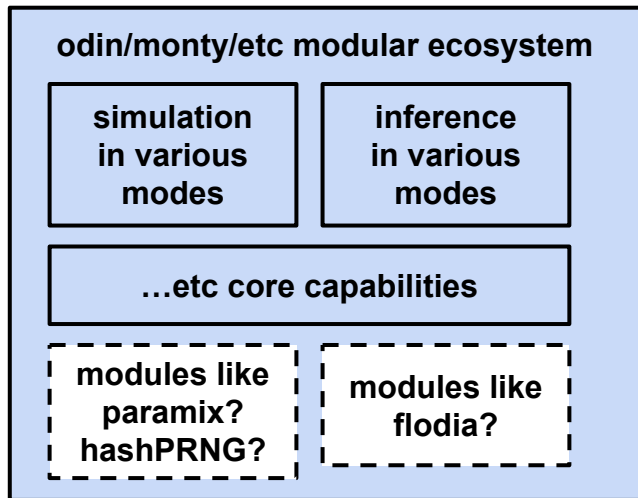 odin/monty/etc modular ecosystem
simulation
in various
modes
inference
in various
modes
…etc core capabilities
modules like
paramix?
hashPRNG?
modules like
flodia?